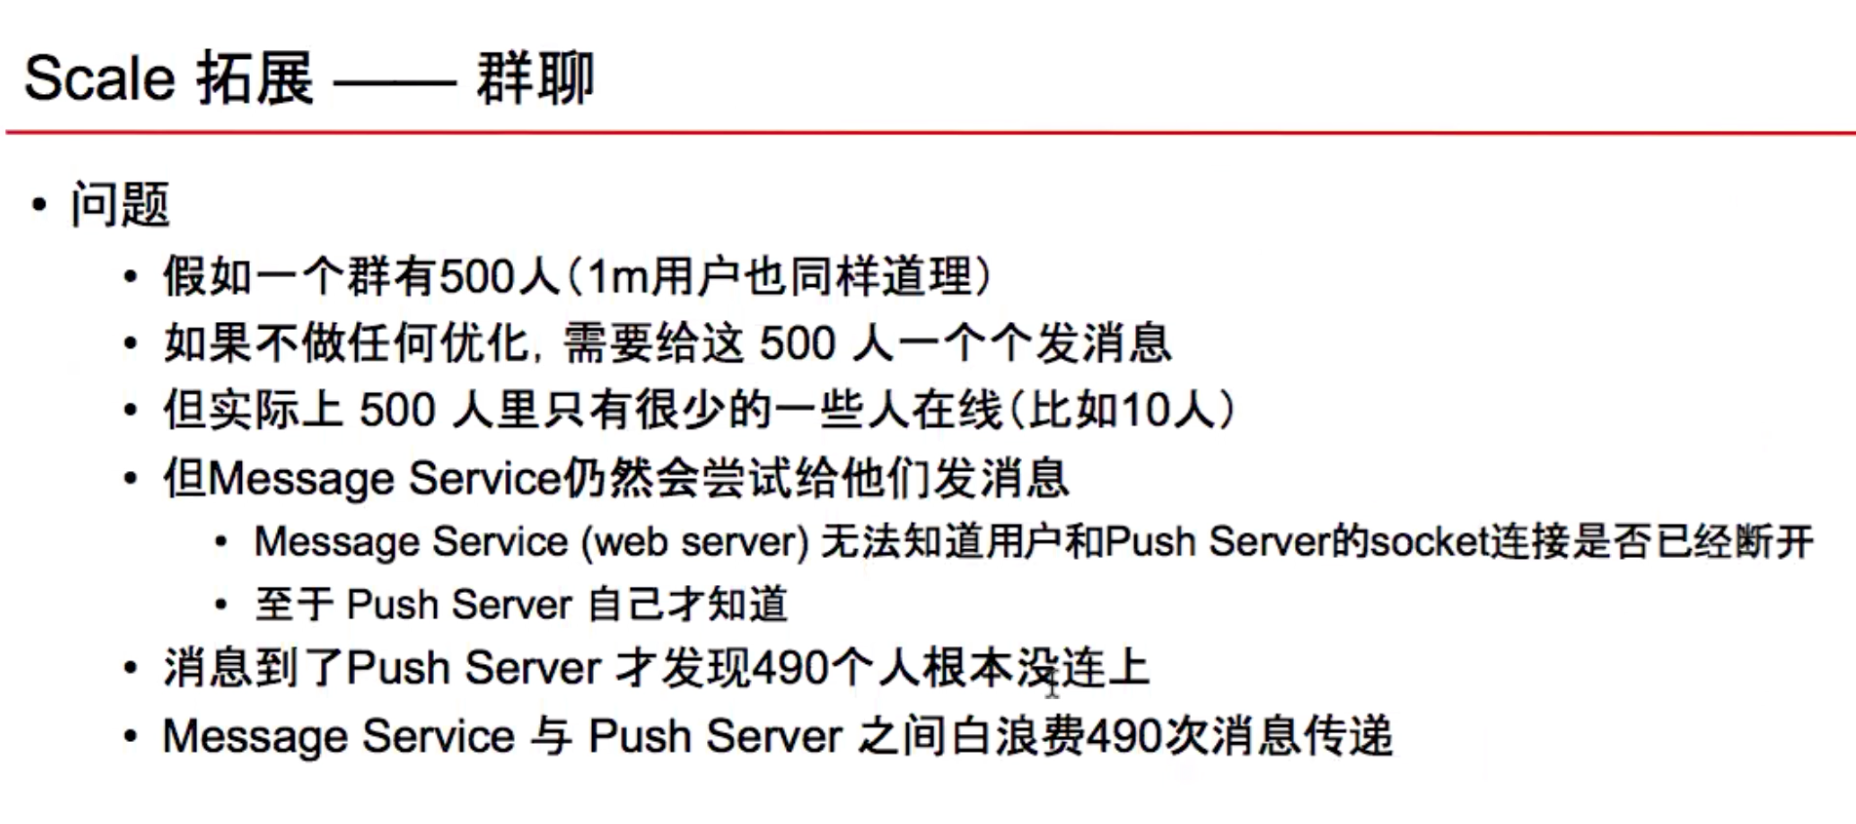 Scale 拓展 —— 群聊
• 问题
• 假如一个群有500人(1m用户也同样道理)
• 如果不做任何优化, 需要给这 500 人一个个发消息
• 但实际上 500 人里只有很少的一些人在线(比如10人)
• 但Message Service仍然会尝试给他们发消息
• Message Service (web server) 无法知道用户和Push Server的socket连接是否已经断开
• 至于 Push Server 自己才知道
• 消息到了Push Server 才发现490个人根本没连上
• Message Service 与 Push Server 之间白浪费490次消息传递